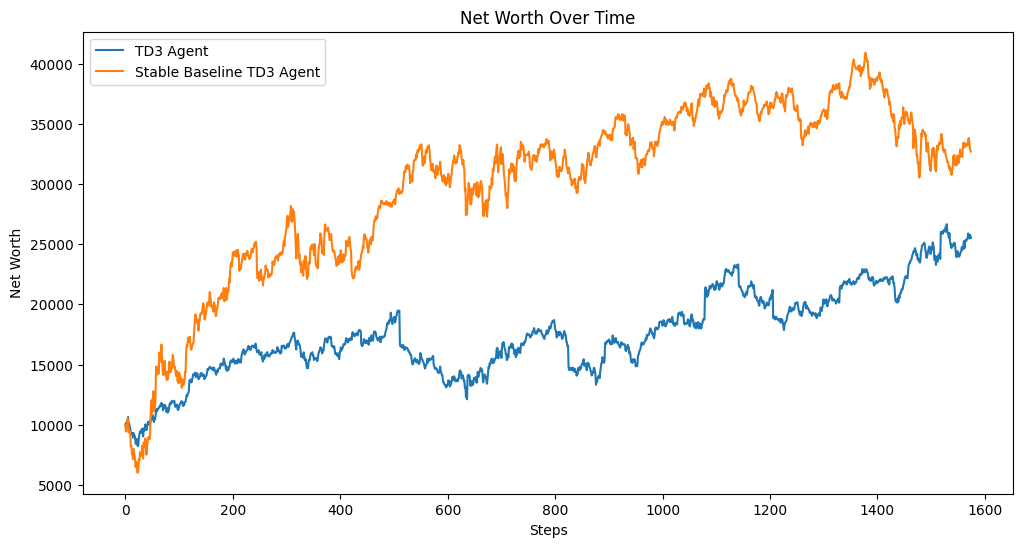 Net Worth Over Time
TD3 Agent
Stable Baseline TD3 Agent
Net Worth
40000
35000
30000
25000
20000
15000
10000
5000
0 200 400 600 800 1000 1200 1400 1600
Steps